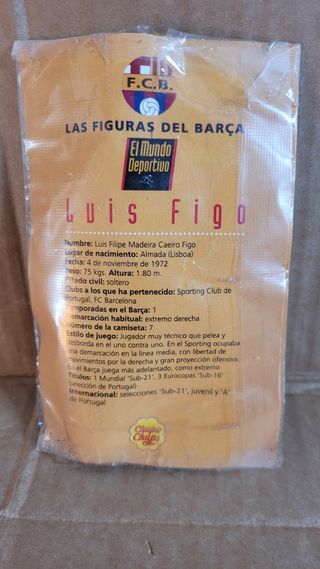 F.C.B.
LAS FIGURAS DEL BARÇA
El Mundo
Deportivo
Luis Figo
Nombre: Luis Filipe Madeira Caeiro Figo
Lugar de nacimiento: Almada (Lisboa)
Fecha: 4 de noviembre de 1972
Peso: 75 kgs. Altura: 1.80 m.
Estado civil: soltero
Clubs a los que ha pertenecido: Sporting Club de
Portugal, FC Barcelona
Temporadas en el Barça: 1
Demarcación habitual: extremo derecha
Número de la camiseta: 7
Estilo de juego: Jugador muy técnico que pelea y
desborda en el uno contra uno. En el Sporting ocupaba
una demarcación en la línea media, con libertad de
movimientos por la derecha y gran proyección ofensiva.
En el Barça juega más adelantado, como extremo
Títulos: 1 Mundial 'Sub-21', 3 Eurocopas 'Sub-16'
(selección de Portugal)
Internacional: selecciones 'Sub-21', juvenil y 'A'
de Portugal
Chupa
Chups